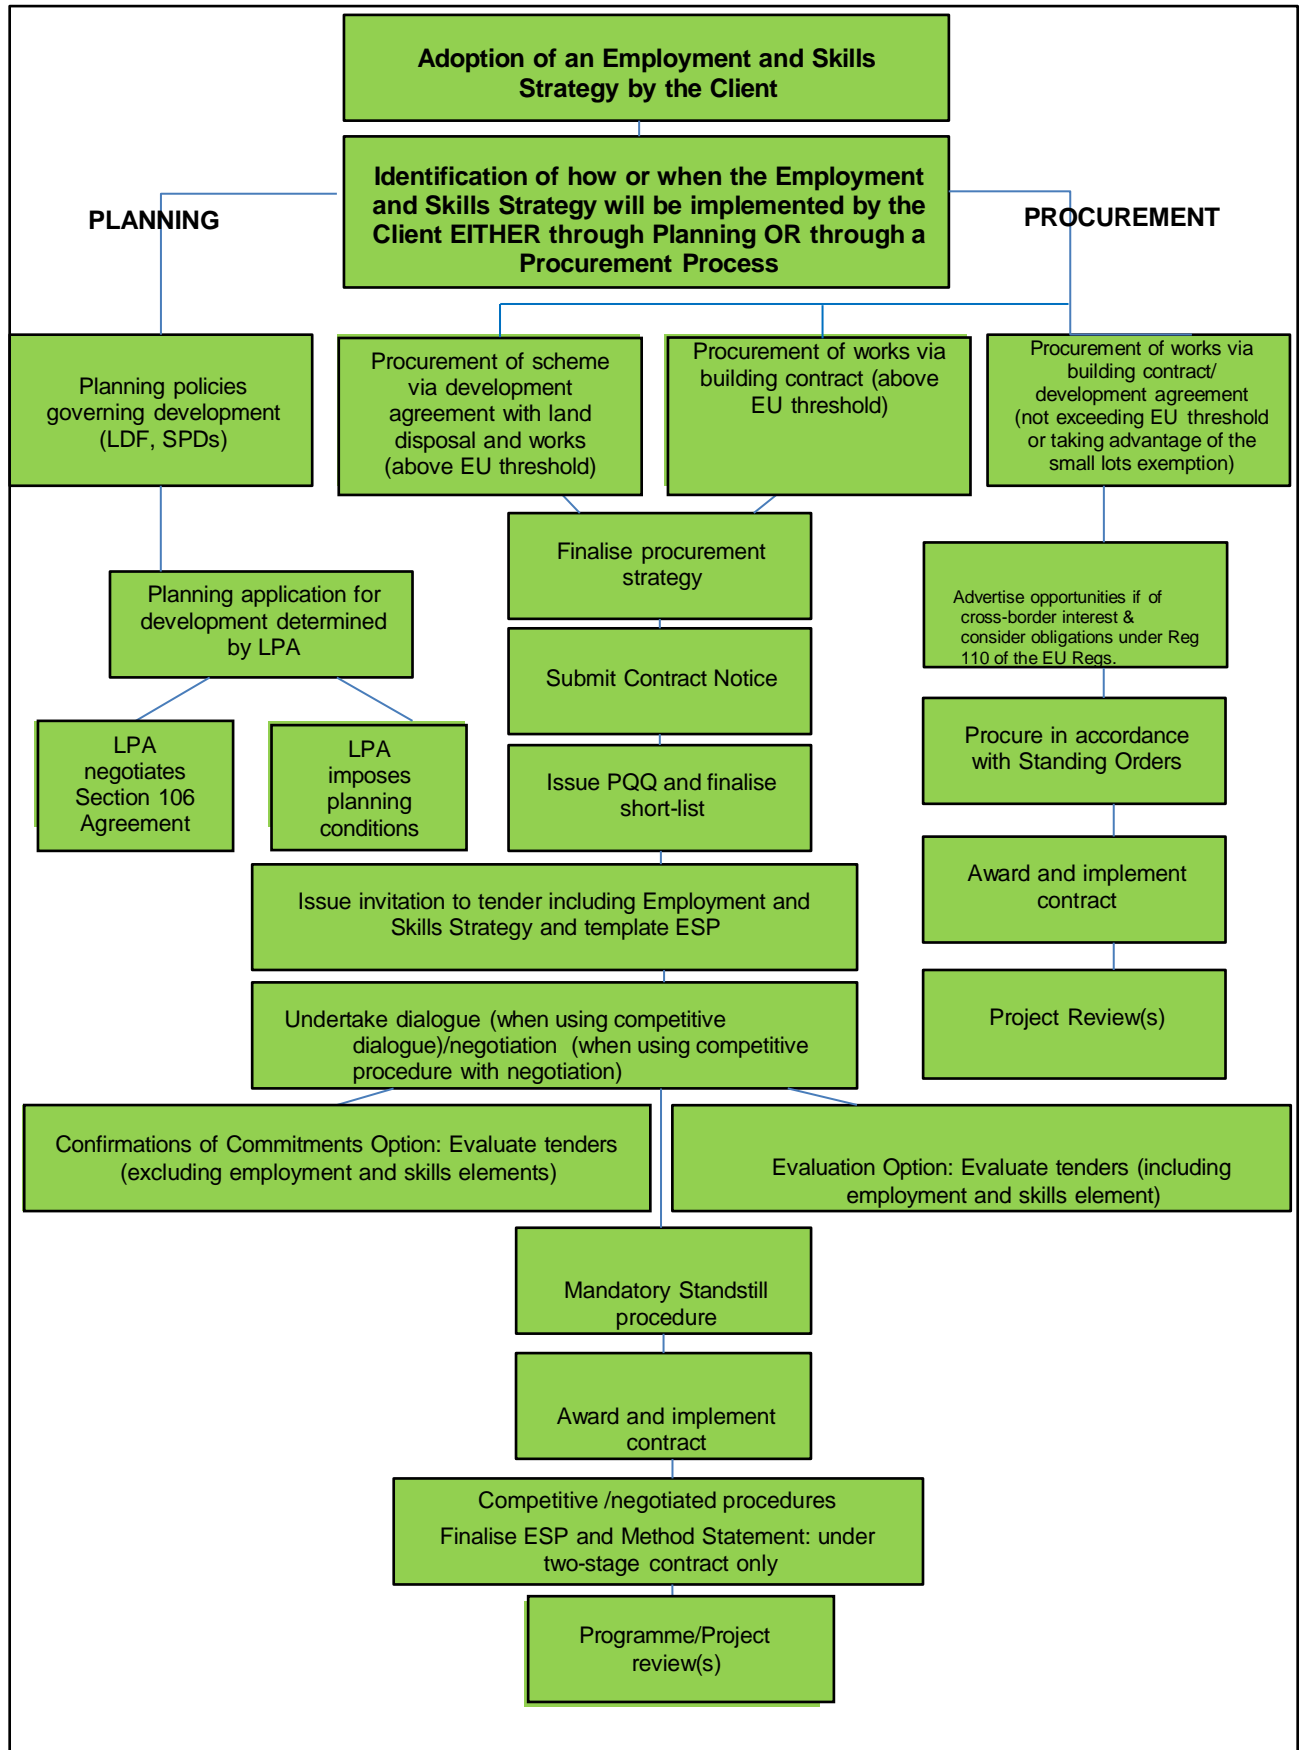 Adoption of an Employment and Skills
Strategy by the Client
Identification of how or when the Employment
and Skills Strategy will be implemented by the
Client EITHER through Planning OR through a
Procurement Process
PLANNING
PROCUREMENT
Planning policies
governing development
(LDF, SPDs)
Procurement of scheme
via development
agreement with land
disposal and works
(above EU threshold)
Procurement of works via
building contract (above
EU threshold)
Procurement of works via
building contract/
development agreement
(not exceeding EU threshold
or taking advantage of the
small lots exemption)
Planning application for
development determined
by LPA
LPA
negotiates
Section 106
Agreement
LPA
imposes
planning
conditions
Finalise procurement
strategy
Submit Contract Notice
Issue PQQ and finalise
short-list
Advertise opportunities if of
cross-border interest &
consider obligations under Reg
110 of the EU Regs.
Procure in accordance
with Standing Orders
Award and implement
contract
Project Review(s)
Issue invitation to tender including Employment and
Skills Strategy and template ESP
Undertake dialogue (when using competitive
dialogue)/negotiation (when using competitive
procedure with negotiation)
Confirmations of Commitments Option: Evaluate tenders
(excluding employment and skills elements)
Evaluation Option: Evaluate tenders (including
employment and skills element)
Mandatory Standstill
procedure
Award and implement
contract
Competitive /negotiated procedures
Finalise ESP and Method Statement: under
two-stage contract only
Programme/Project
review(s)